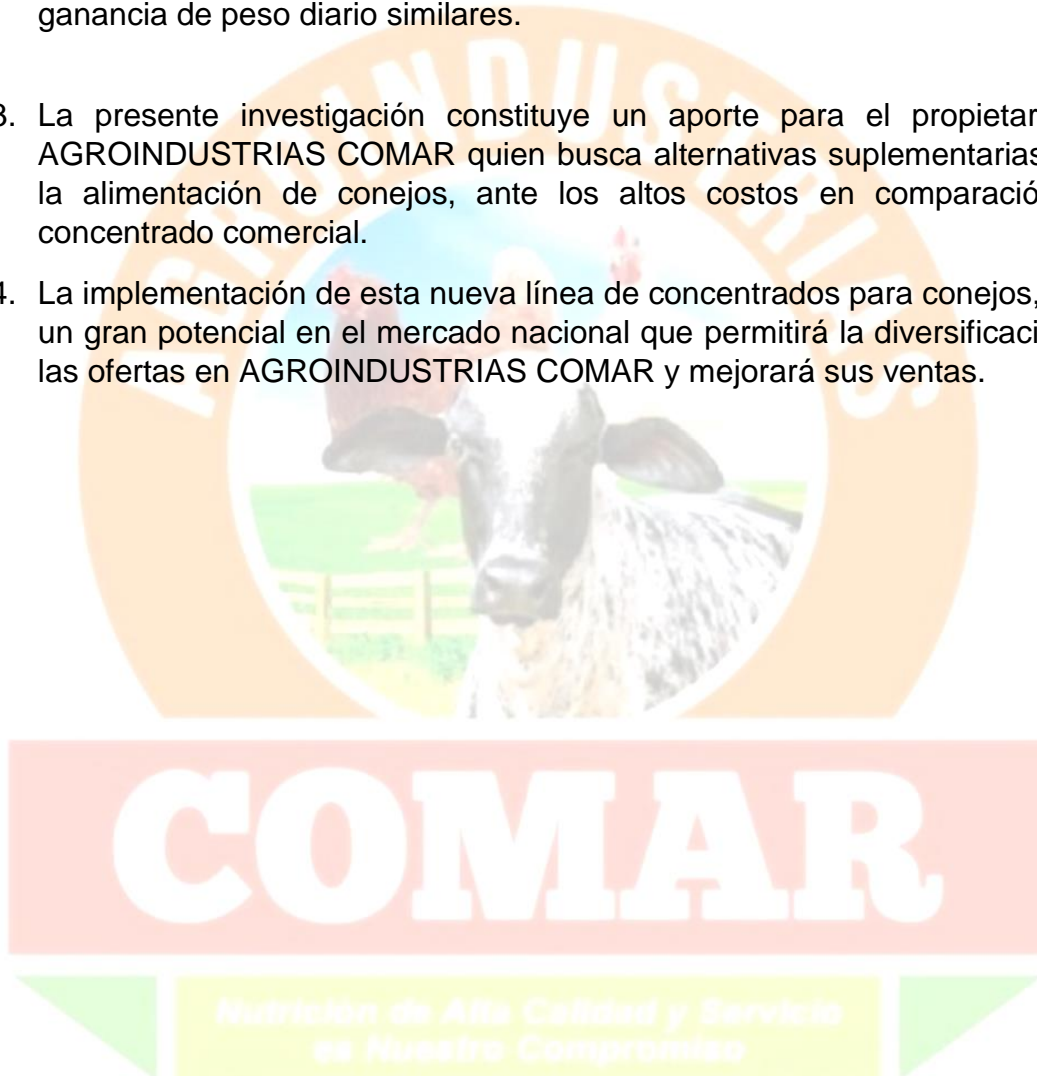 ganancia de peso diario similares.
3. La presente investigación constituye un aporte para el propietar
AGROINDUSTRIAS COMAR quien busca alternativas suplementarias
la alimentación de conejos, ante los altos costos en comparació
concentrado comercial.
4. La implementación de esta nueva línea de concentrados para conejos,
un gran potencial en el mercado nacional que permitirá la diversificaci
las ofertas en AGROINDUSTRIAS COMAR y mejorará sus ventas.
AGROINDUSTRIAS
COMAR
Nutrición de Alta Calidad y Servicio
es Nuestro Compromiso